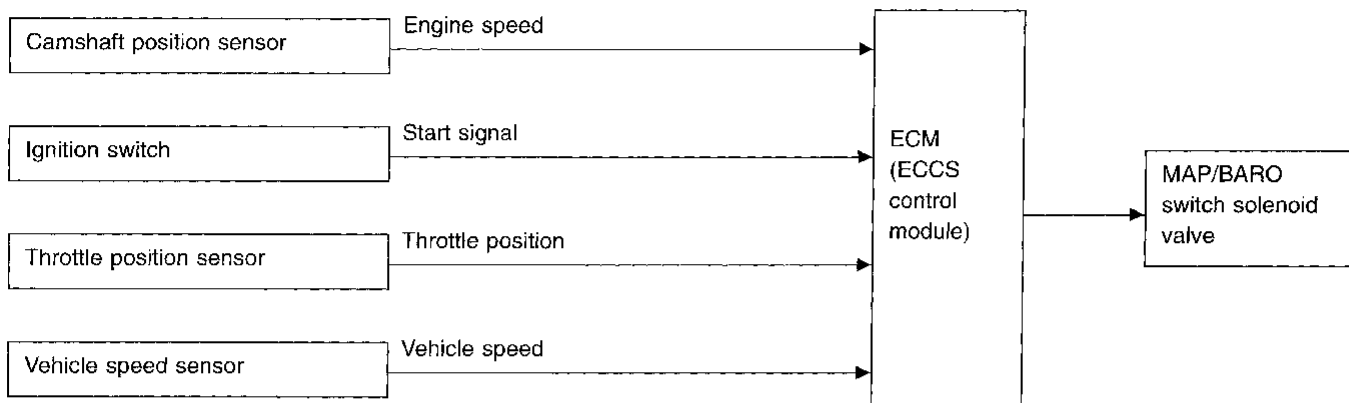 Camshaft position sensor
Engine speed
Ignition switch
Start signal
Throttle position sensor
Throttle position
Vehicle speed sensor
Vehicle speed
ECM
(ECCS
control
module)
MAP/BARO
switch solenoid
valve